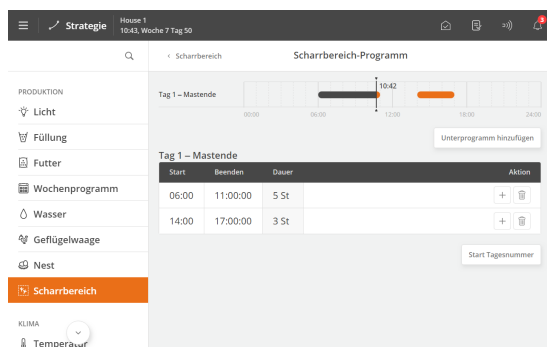 Strategie
House 1
10:43, Woche 7 Tag 50
3
Scharrbereich
Scharrbereich-Programm
PRODUKTION
Licht
Füllung
Futter
Wochenprogramm
Wasser
Geflügelwaage
Nest
Scharrbereich
KLIMA
Temperatur
Tag 1 – Mastende
10:42
00:00 06:00 12:00 18:00 24:00
Unterprogramm hinzufügen
Tag 1 – Mastende
Start Beenden Dauer Aktion
06:00 11:00:00 5 St
14:00 17:00:00 3 St
Start Tagesnummer